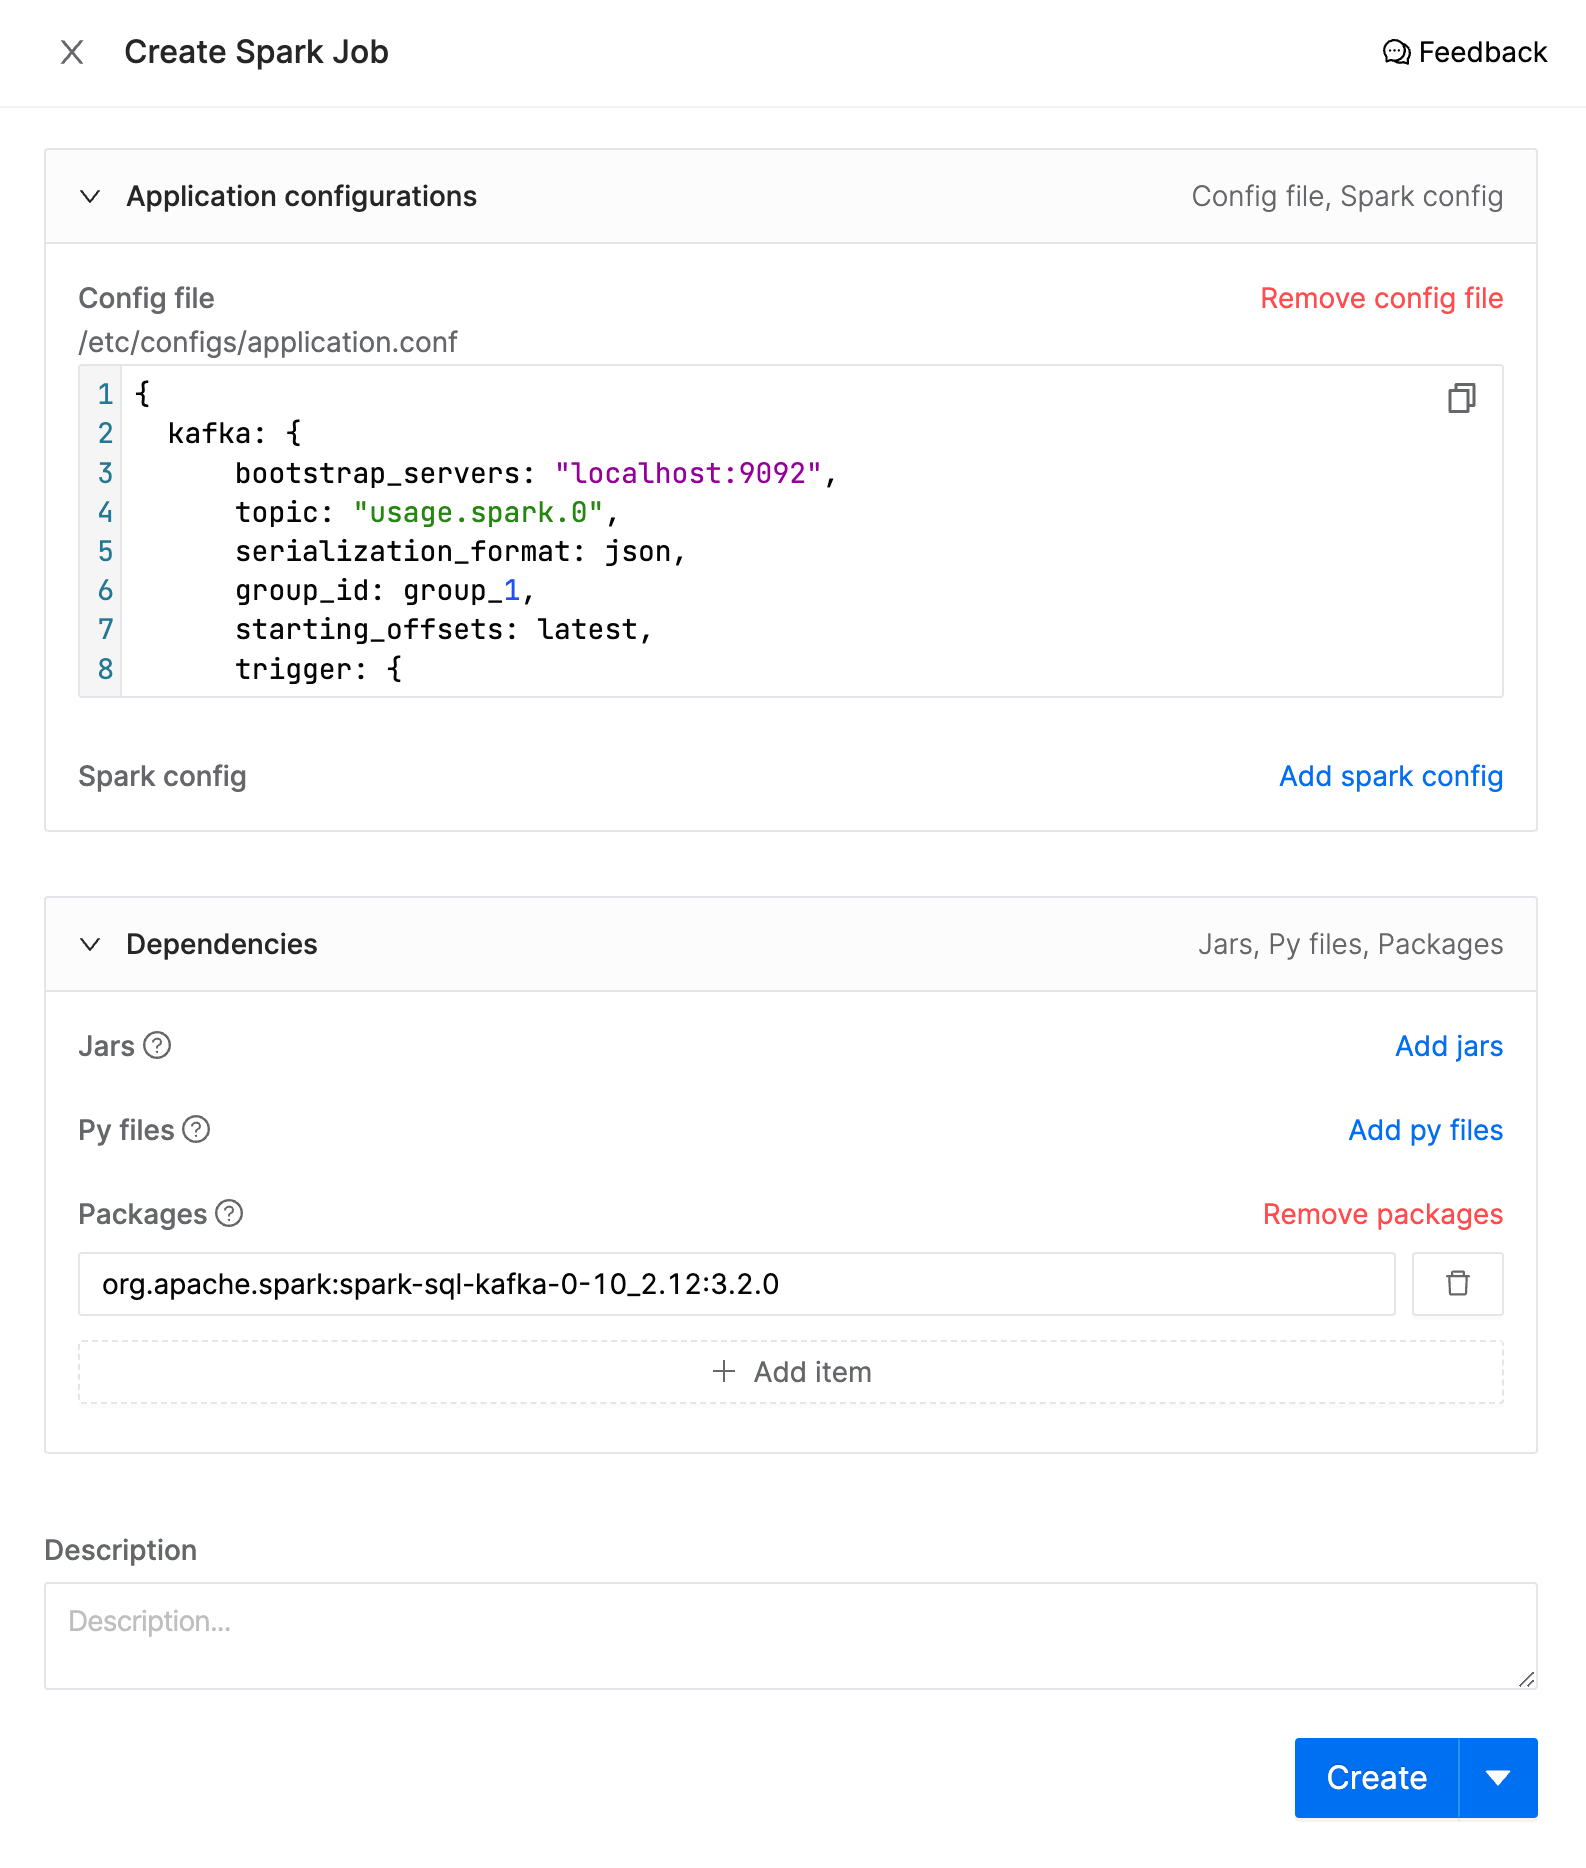 Create Spark Job
Feedback
Application configurations
Config file, Spark config
Config file
Remove config file
/etc/configs/application.conf
1 {
2   kafka: {
3       bootstrap_servers: "localhost:9092",
4       topic: "usage.spark.0",
5       serialization_format: json,
6       group_id: group_1,
7       starting_offsets: latest,
8       trigger: {
Spark config
Add spark config
Dependencies
Jars, Py files, Packages
Jars ?
Add jars
Py files ?
Add py files
Packages ?
Remove packages
org.apache.spark:spark-sql-kafka-0-10_2.12:3.2.0
+ Add item
Description
Description...
Create